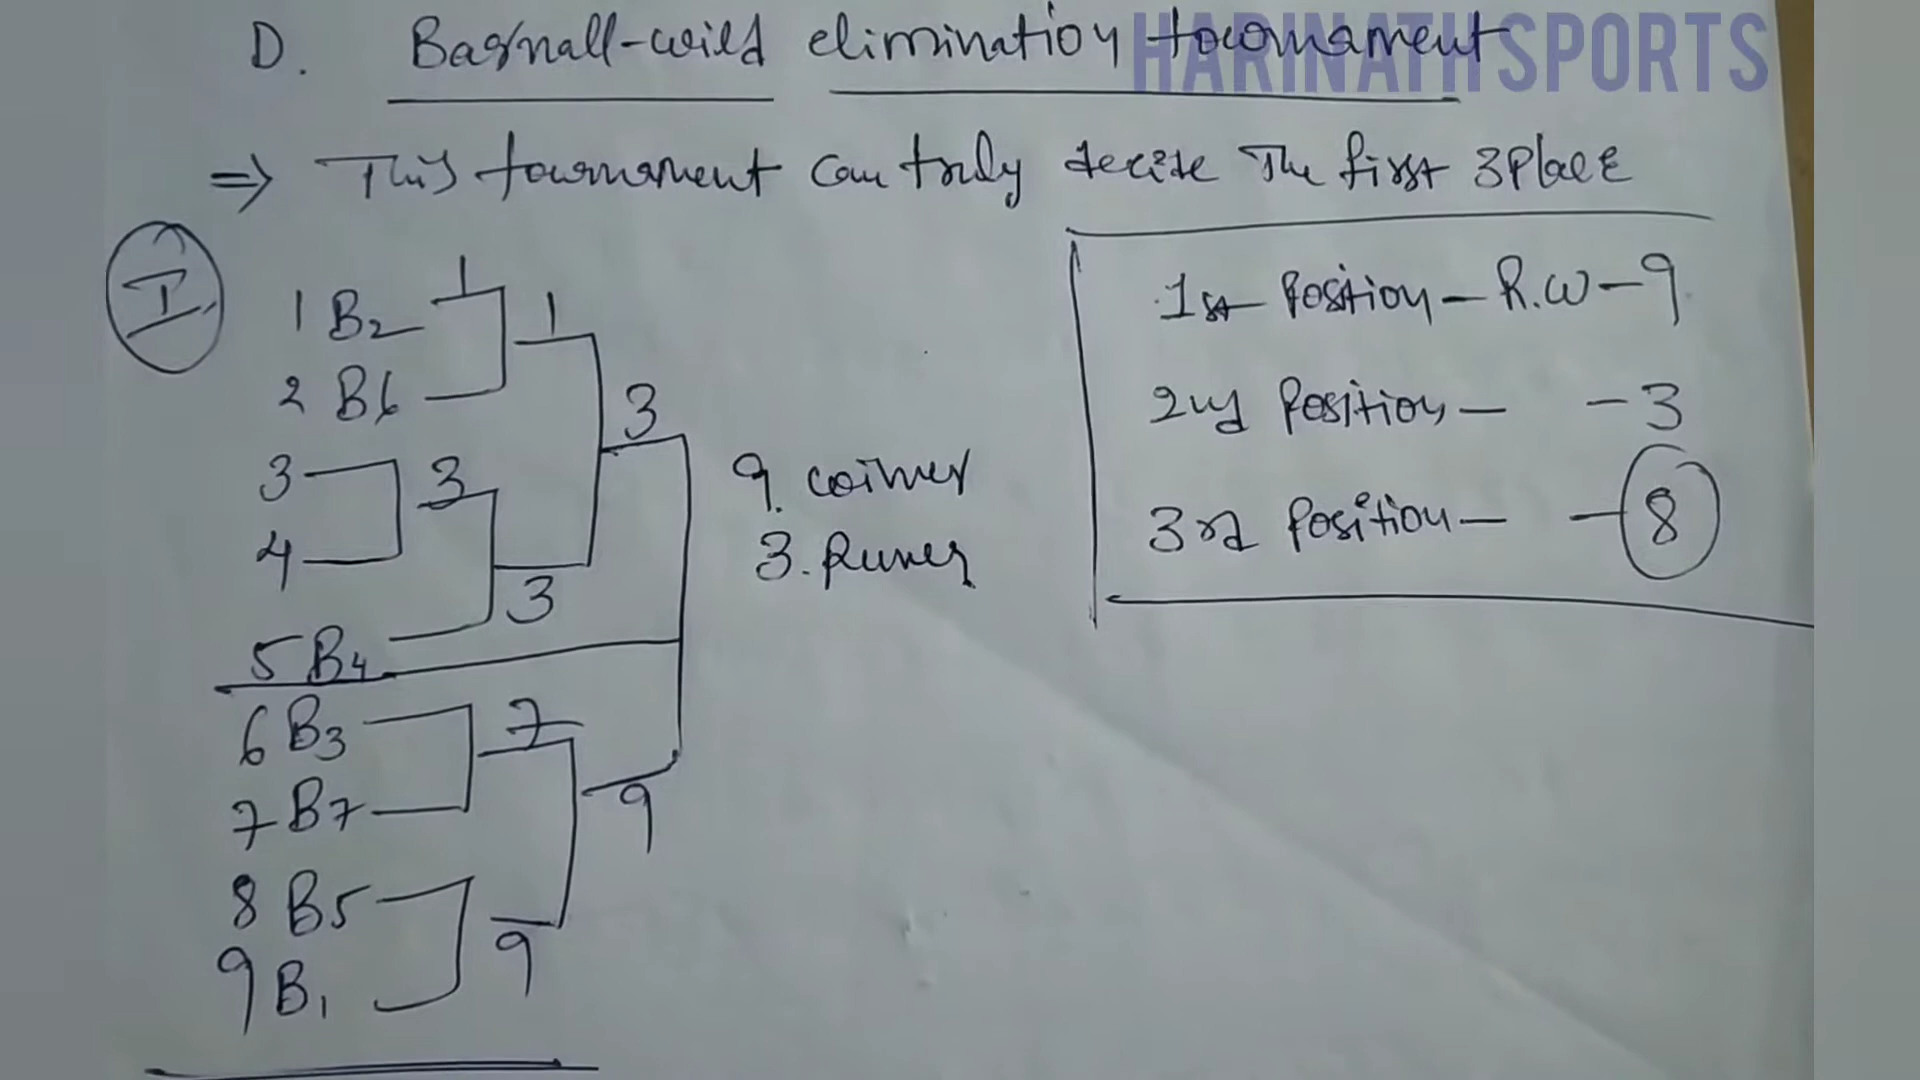 D. Bagnall-wild elimination tournament
HARINATH SPORTS
⇒ This tournament can truly decide The first 3 Place
I
1 B2 1 1
2 B6
3 3
3 3
4
5 B4 3
6 B3 7
7 B7
9
8 B5
9 B1 9
9. winner
3. Runer
1st Position - R.W - 9
2nd Position - - 3
3rd Position - - 8